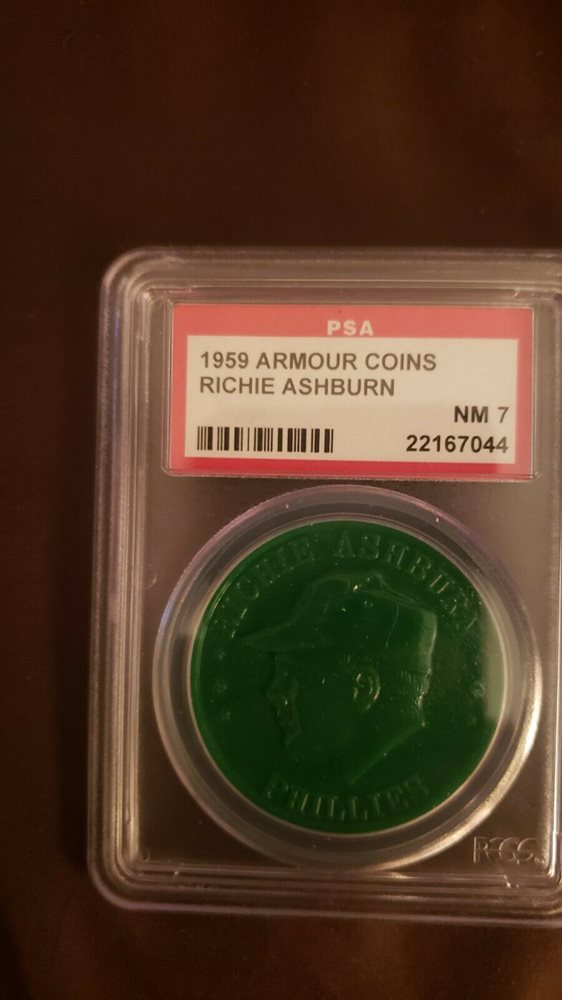 PSA
1959 ARMOUR COINS
RICHIE ASHBURN
NM 7
22167044
RICHIE ASHBURN
PHILLIES